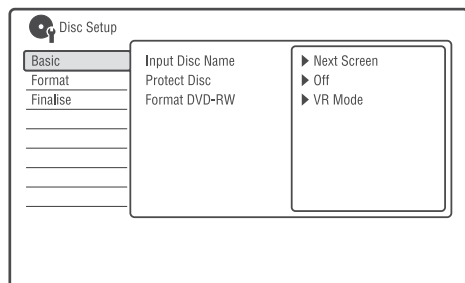 Disc Setup
Basic
Format
Finalise
Input Disc Name
Protect Disc
Format DVD-RW
Next Screen
Off
VR Mode